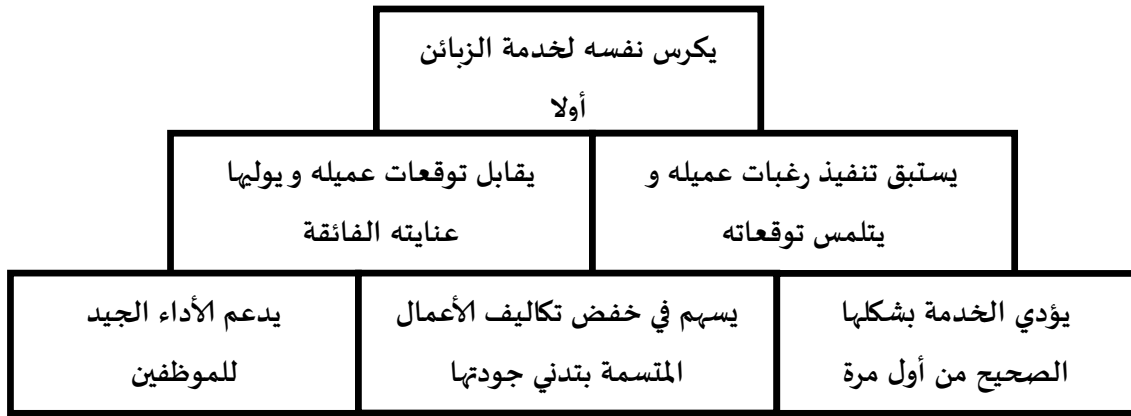 يكرس نفسه لخدمة الزبائن
أولا
يستبق تنفيذ رغبات عميله و
يتلمس توقعاته
يقابل توقعات عميله و يوليها
عنايته الفائقة
يؤدي الخدمة بشكلها
الصحيح من أول مرة
يسهم في خفض تكاليف الأعمال
المتسمة بتدني جودتها
يدعم الأداء الجيد
للموظفين